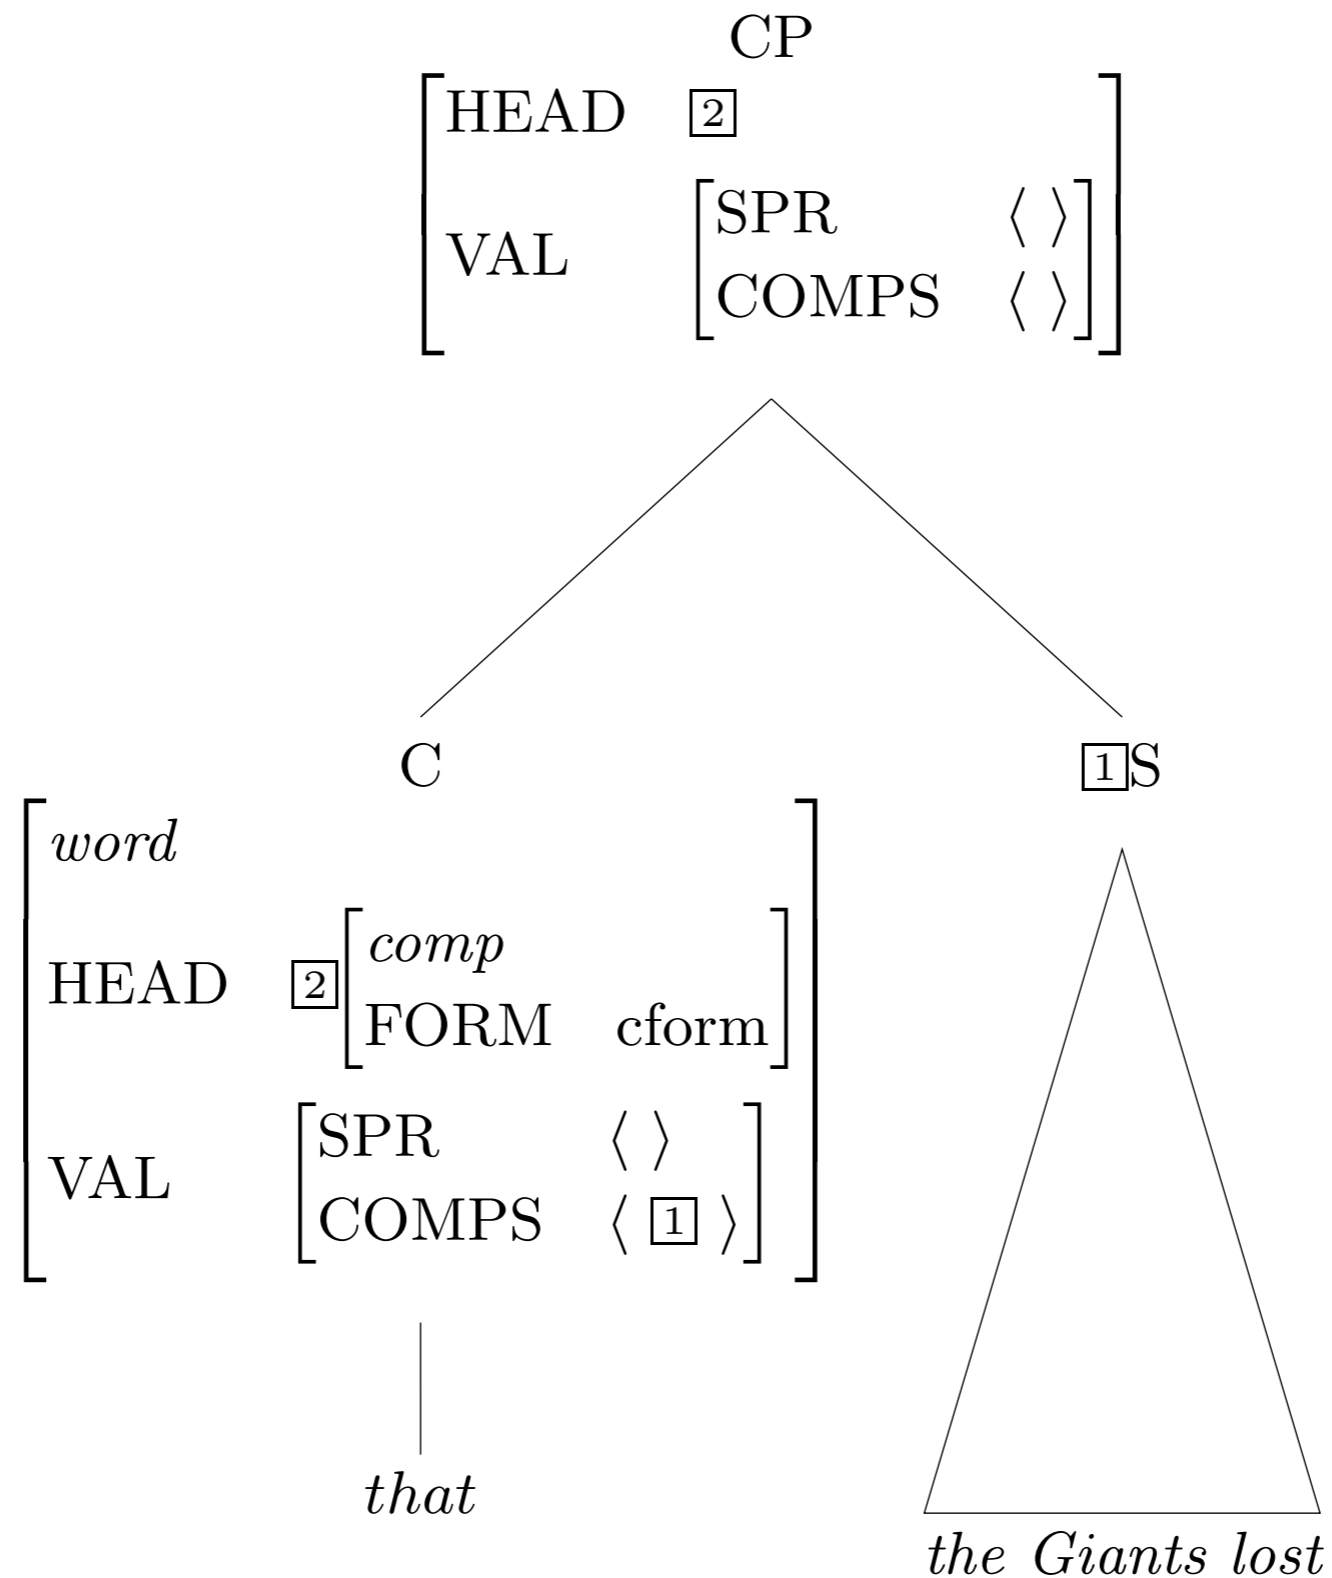 CP
HEAD 2
SPR ⟨ ⟩
VAL
COMPS ⟨ ⟩
C
1 S
word
comp
HEAD 2
FORM cform
SPR ⟨ ⟩
VAL
COMPS ⟨ 1 ⟩
that
the Giants lost